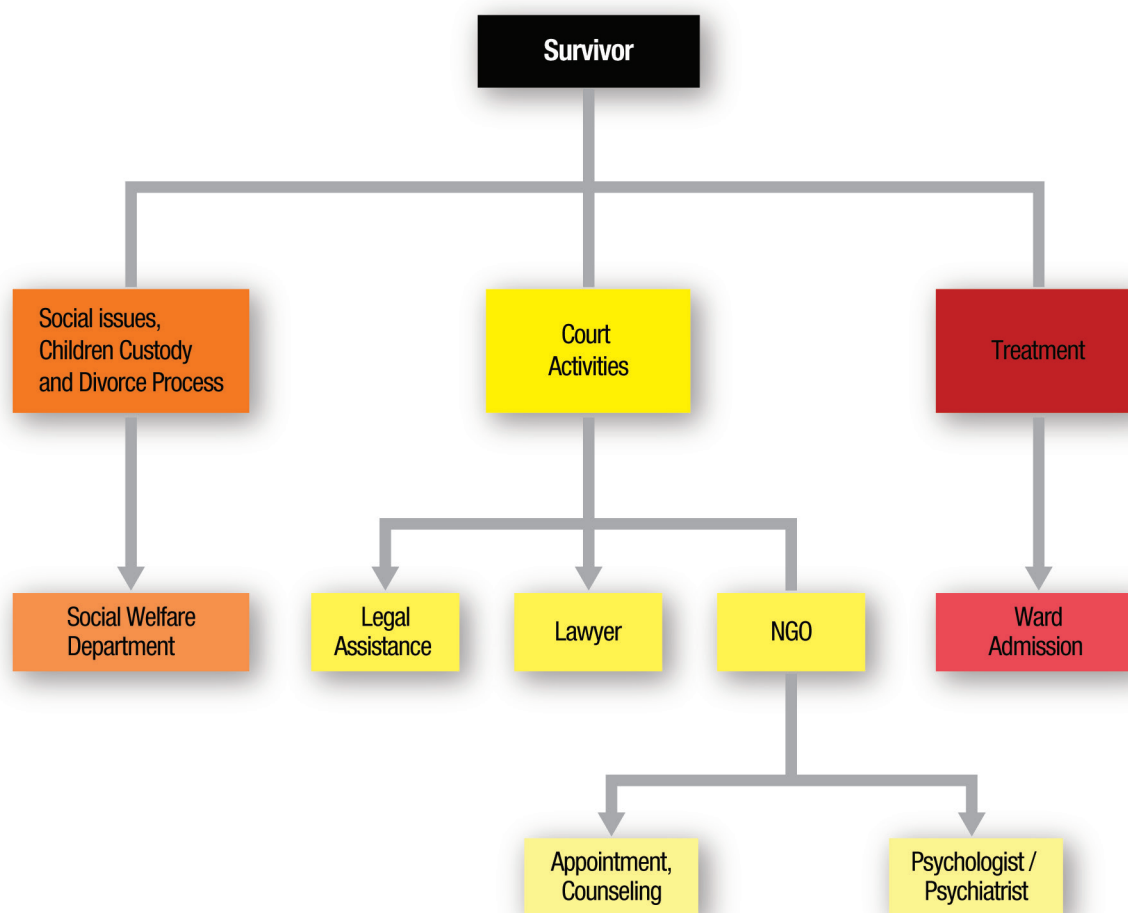 Survivor
Social issues,
Children Custody
and Divorce Process
Court
Activities
Treatment
Social Welfare
Department
Legal
Assistance
Lawyer
NGO
Ward
Admission
Appointment,
Counseling
Psychologist /
Psychiatrist